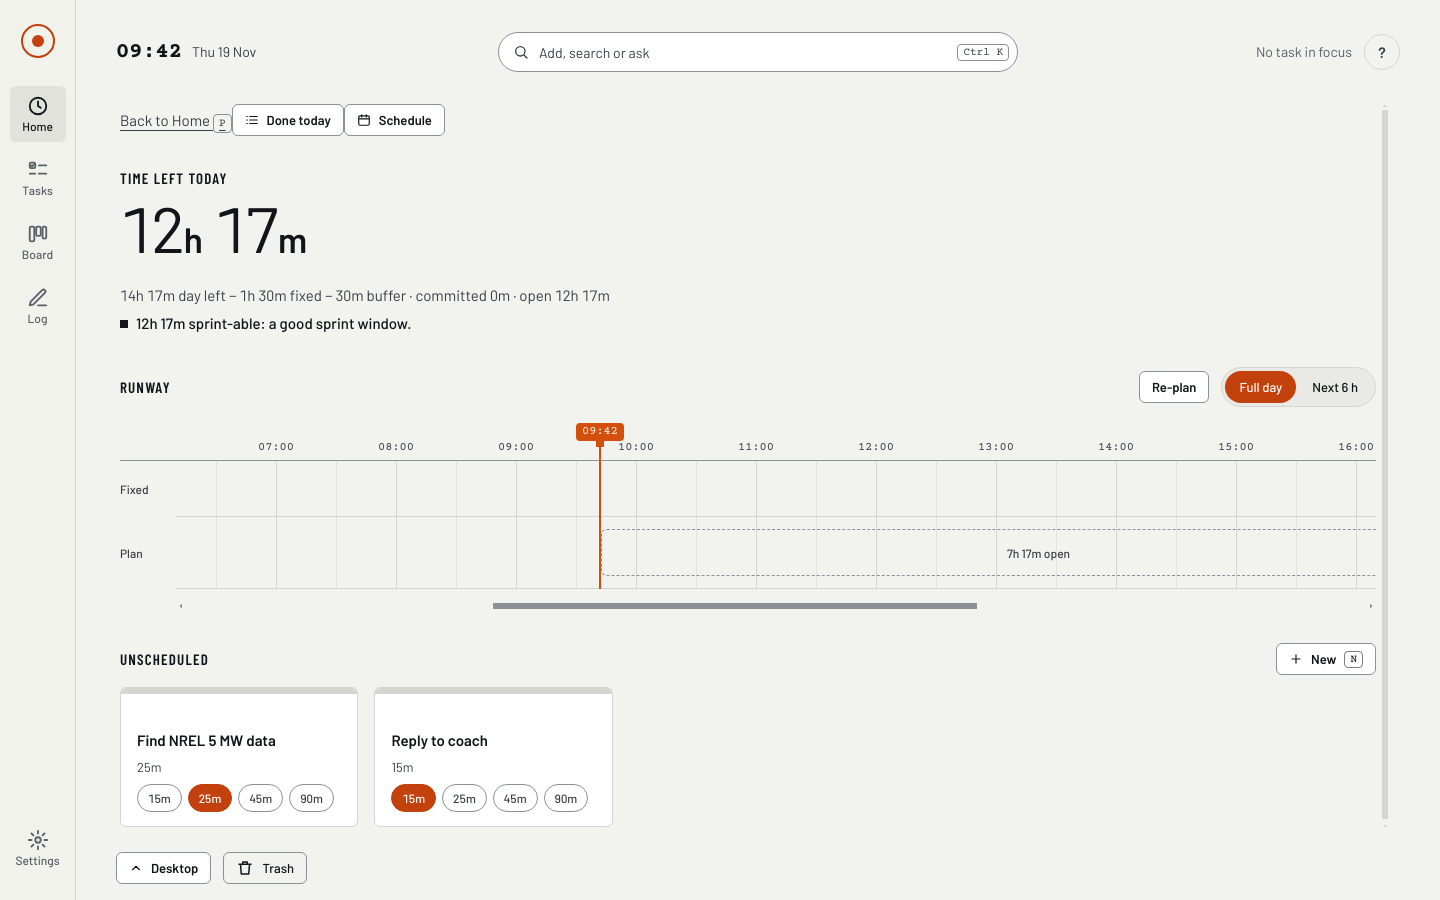 09:42 Thu 19 Nov
Add, search or ask Ctrl K
No task in focus ?
Home
Tasks
Board
Log
Settings
Back to Home P Done today Schedule
TIME LEFT TODAY
12h 17m
14h 17m day left – 1h 30m fixed – 30m buffer · committed 0m · open 12h 17m
12h 17m sprint-able: a good sprint window.
RUNWAY Re-plan Full day Next 6 h
09:42
07:00 08:00 09:00 10:00 11:00 12:00 13:00 14:00 15:00 16:00
Fixed
Plan 7h 17m open
UNSCHEDULED + New N
Find NREL 5 MW data
25m
15m 25m 45m 90m
Reply to coach
15m
15m 25m 45m 90m
Desktop Trash